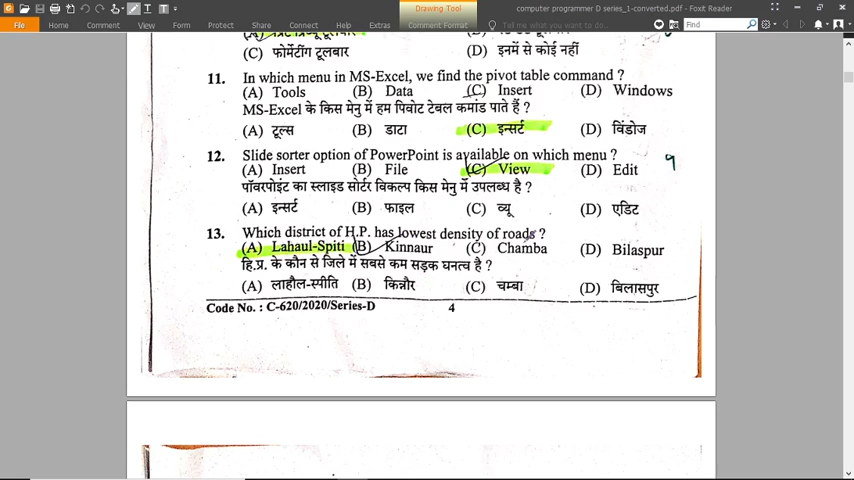 Drawing Tool
computer programmer D series_1-converted.pdf - Foxit Reader
File Home Comment View Form Protect Share Connect Help Extras Comment Format Tell me what you want to do... Find
(C) फोर्मेटिंग टूलबार (D) इनमें से कोई नहीं
11. In which menu in MS-Excel, we find the pivot table command ?
(A) Tools (B) Data (C) Insert (D) Windows
MS-Excel के किस मेनु में हम पिवोट टेबल कमांड पाते हैं ?
(A) टूल्स (B) डाटा (C) इन्सर्ट (D) विंडोज
12. Slide sorter option of PowerPoint is available on which menu ? 9
(A) Insert (B) File (C) View (D) Edit
पॉवरपोइंट का स्लाइड सोर्टर विकल्प किस मेनु में उपलब्ध है ?
(A) इन्सर्ट (B) फाइल (C) व्यू (D) एडिट
13. Which district of H.P. has lowest density of roads ?
(A) Lahaul-Spiti (B) Kinnaur (C) Chamba (D) Bilaspur
हि.प्र. के कौन से जिले में सबसे कम सड़क घनत्व है ?
(A) लाहौल-स्पीति (B) किन्नौर (C) चम्बा (D) बिलासपुर
Code No. : C-620/2020/Series-D 4